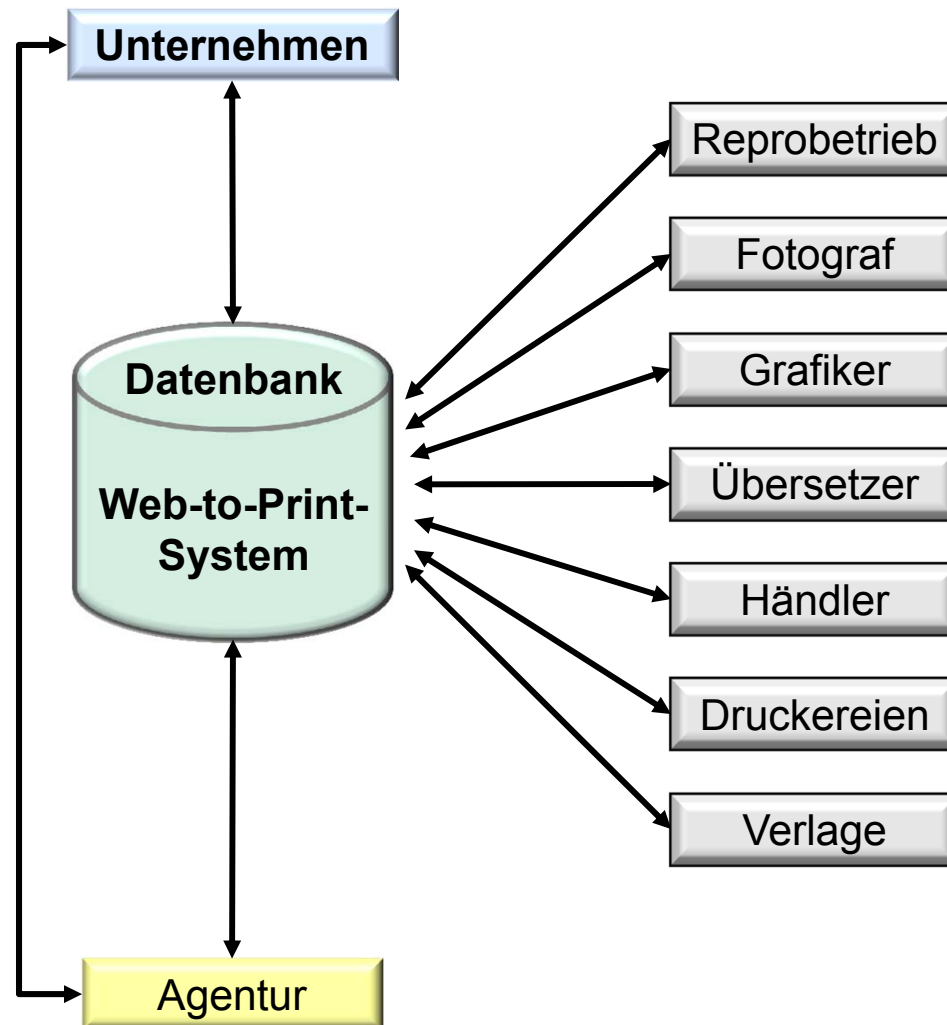 Unternehmen
Reprobetrieb
Fotograf
Datenbank
Grafiker
Web-to-Print-
System
Übersetzer
Händler
Druckereien
Verlage
Agentur